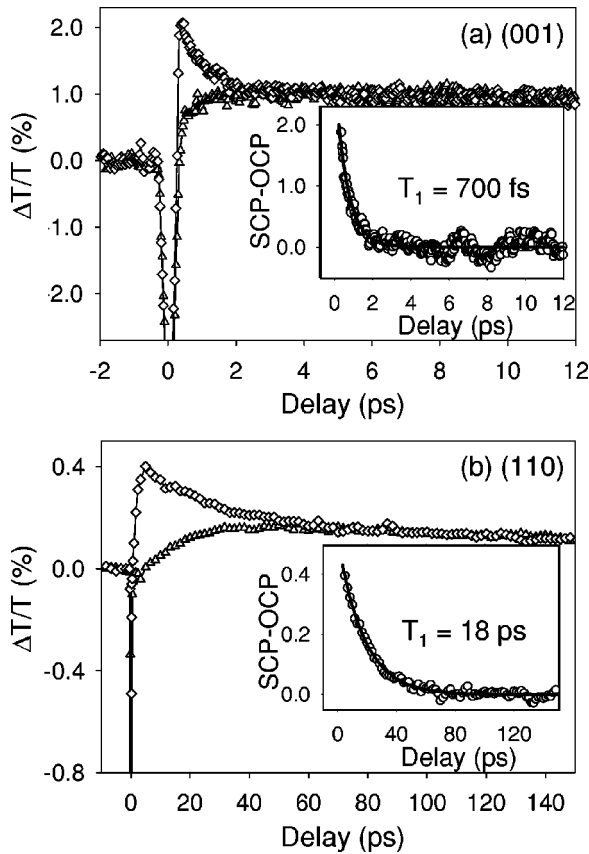 (a) (001)
2.0
1.0
0.0
-1.0
-2.0
ΔT/T (%)
-2 0 2 4 6 8 10 12
Delay (ps)
T1 = 700 fs
2.0
1.0
0.0
SCP-OCP
0 2 4 6 8 10 12
Delay (ps)
(b) (110)
0.4
0.0
-0.4
-0.8
ΔT/T (%)
0 20 40 60 80 100 120 140
Delay (ps)
T1 = 18 ps
0.4
0.2
0.0
SCP-OCP
0 40 80 120
Delay (ps)